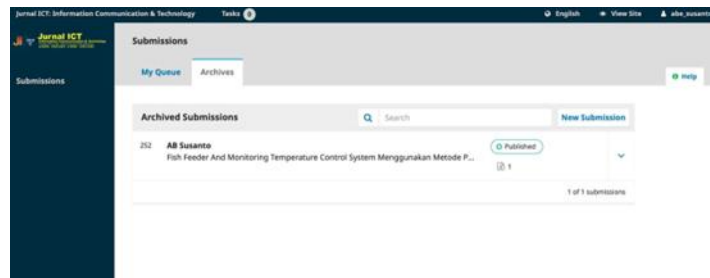 Jurnal ICT: Information Communication & Technology Tasks 0 English View Site abe_susanto
Jurnal ICT
Submissions
My Queue Archives
Submissions
Help
Archived Submissions Search New Submission
252 AB Susanto Published
Fish Feeder And Monitoring Temperature Control System Menggunakan Metode P...
1
1 of 1 submissions